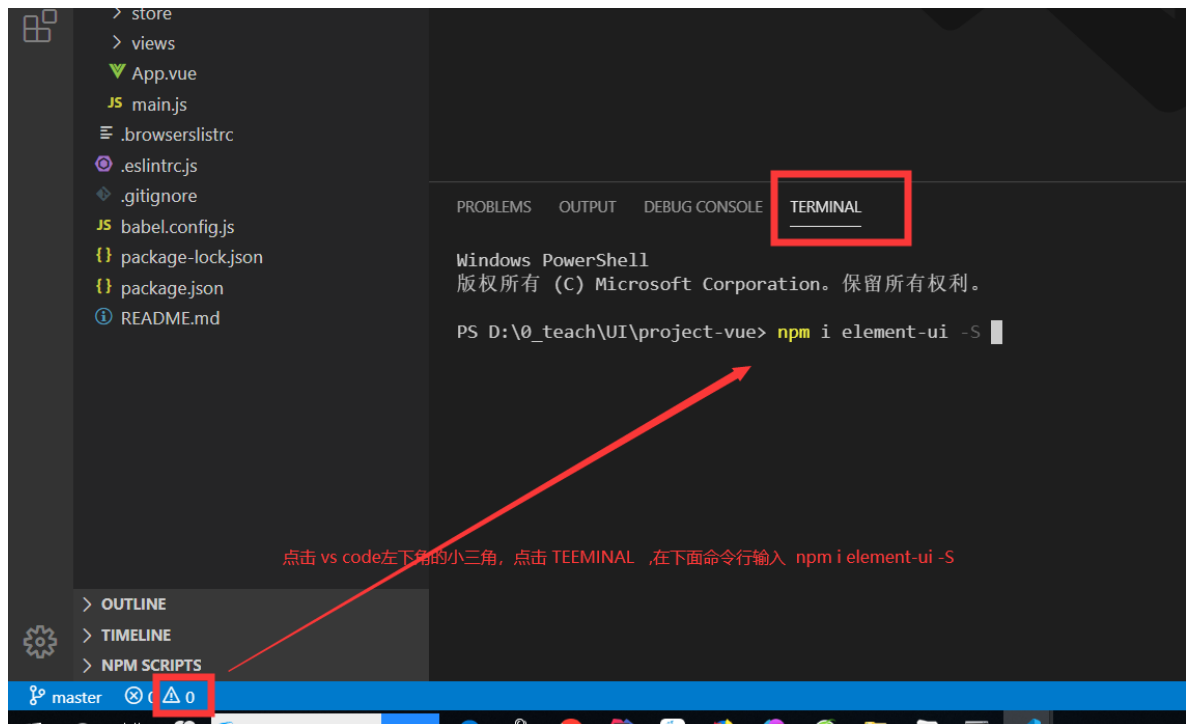 store
views
App.vue
JS main.js
.browserslistrc
.eslintrc.js
.gitignore
JS babel.config.js
{} package-lock.json
{} package.json
README.md
PROBLEMS OUTPUT DEBUG CONSOLE TERMINAL
Windows PowerShell
版权所有 (C) Microsoft Corporation。保留所有权利。
PS D:\0_teach\UI\project-vue> npm i element-ui -S
点击 vs code左下角的小三角，点击 TEEMINAL ,在下面命令行输入 npm i element-ui -S
OUTLINE
TIMELINE
NPM SCRIPTS
master 0 0